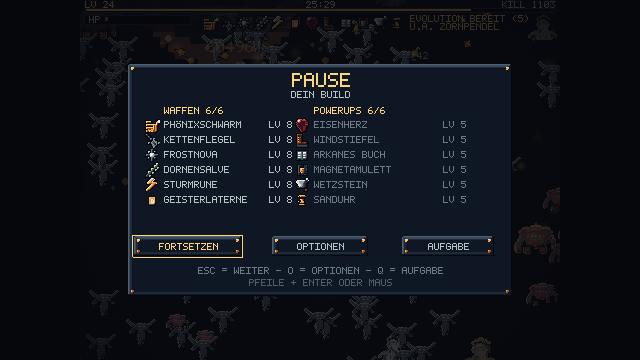 LV 24 25:29 KILL 1103
HP EVOLUTION BEREIT (5)
U.A. ZORNPENDEL
PAUSE
DEIN BUILD
WAFFEN 6/6 POWERUPS 6/6
PHÖNIXSCHWARM LV 8 EISENHERZ LV 5
KETTENFLEGEL LV 8 WINDSTIEFEL LV 5
FROSTNOVA LV 8 ARKANES BUCH LV 5
DORNENSALVE LV 8 MAGNETAMULETT LV 5
STURMRUNE LV 8 WETZSTEIN LV 5
GEISTERLATERNE LV 8 SANDUHR LV 5
FORTSETZEN OPTIONEN AUFGABE
ESC = WEITER - O = OPTIONEN - Q = AUFGABE
PFEILE + ENTER ODER MAUS